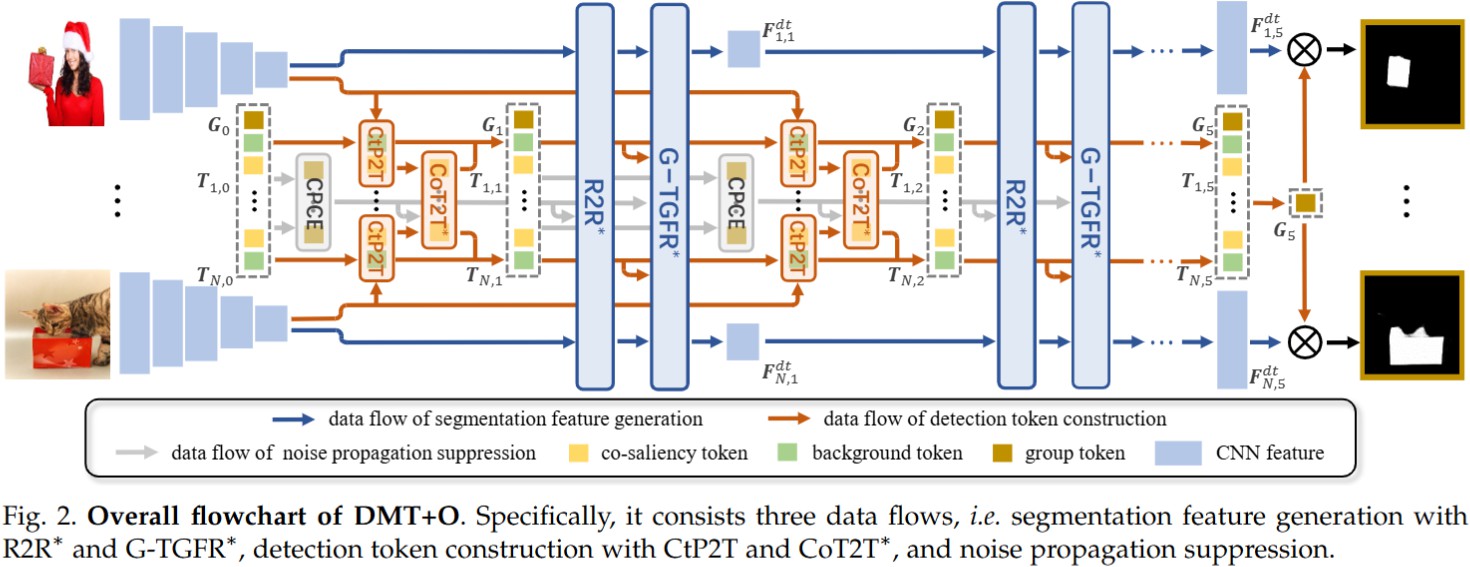 F^{dt}_{1,1}
F^{dt}_{1,5}
G_0
CtP2T
G_1
CtP2T
G_2
G_5
T_{1,0}
CPCE
CoT2T*
T_{1,1}
R2R*
G-TGFR*
CPCE
CoT2T*
T_{1,2}
R2R*
G-TGFR*
T_{1,5}
G_5
T_{N,0}
CtP2T
T_{N,1}
CtP2T
T_{N,2}
T_{N,5}
F^{dt}_{N,1}
F^{dt}_{N,5}
data flow of segmentation feature generation
data flow of detection token construction
data flow of noise propagation suppression
co-saliency token
background token
group token
CNN feature
Fig. 2. Overall flowchart of DMT+O. Specifically, it consists three data flows, i.e. segmentation feature generation with
R2R* and G-TGFR*, detection token construction with CtP2T and CoT2T*, and noise propagation suppression.